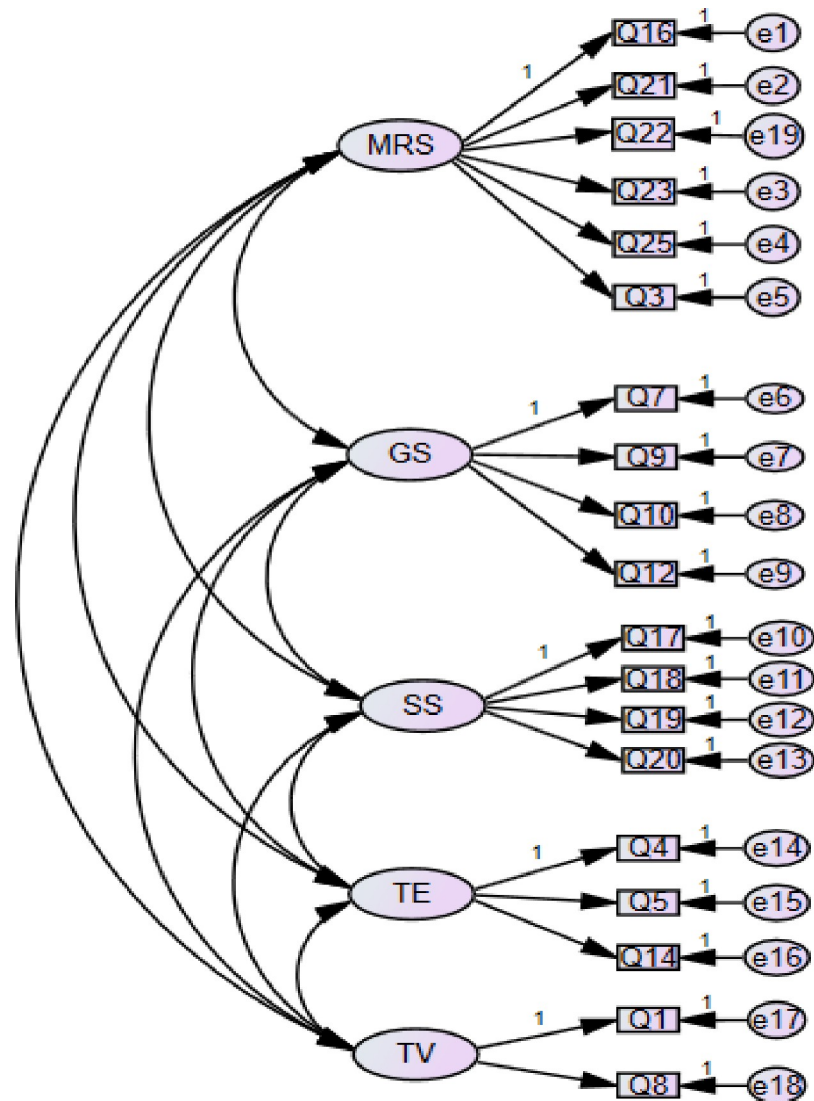 Q16 1 e1
1
Q21 1 e2
Q22 1 e19
MRS
Q23 1 e3
Q25 1 e4
Q3 1 e5
1 Q7 1 e6
GS
Q9 1 e7
Q10 1 e8
Q12 1 e9
1 Q17 1 e10
Q18 1 e11
SS
Q19 1 e12
Q20 1 e13
1 Q4 1 e14
TE
Q5 1 e15
Q14 1 e16
1 Q1 1 e17
TV
Q8 1 e18